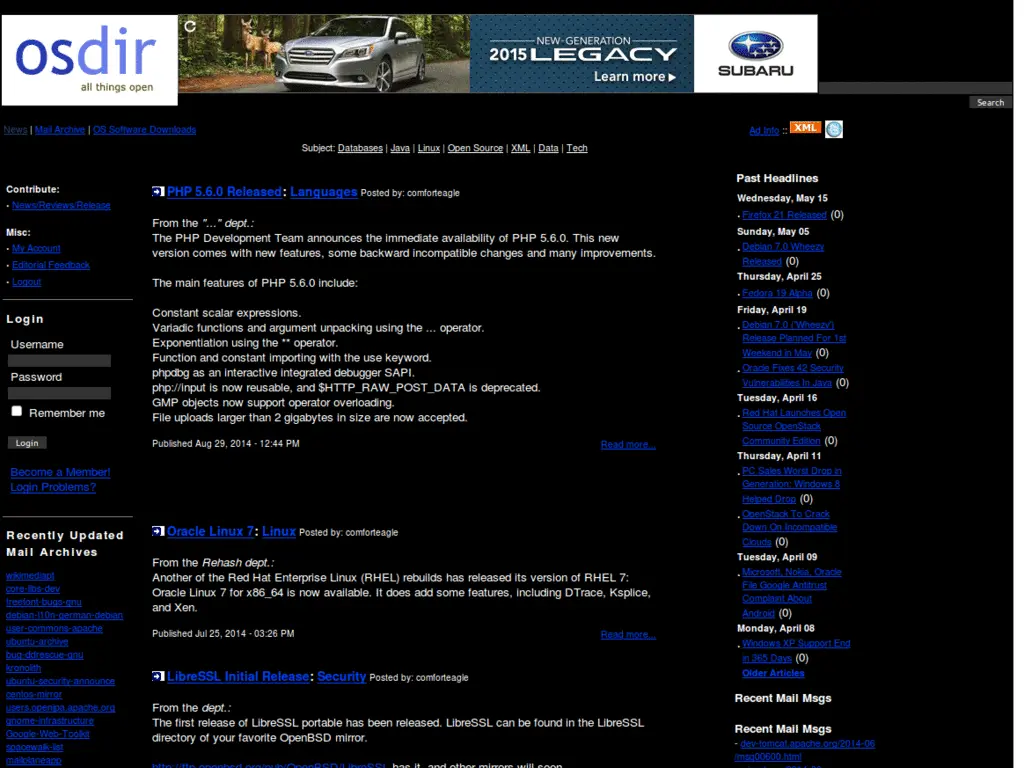 osdir
all things open
NEW-GENERATION
2015 LEGACY
Learn more
SUBARU
Search
News | Mail Archive | OS Software Downloads
Ad Info :: XML
Subject: Databases | Java | Linux | Open Source | XML | Data | Tech
Contribute:
• News/Reviews/Release
Misc:
• My Account
• Editorial Feedback
• Logout
Login
Username
Password
Remember me
Login
Become a Member!
Login Problems?
Recently Updated
Mail Archives
wikimediapt
core-libs-dev
freefont-bugs-gnu
debian-l10n-german-debian
user-commons-apache
ubuntu-archive
bug-ddrescue-gnu
kronolith
ubuntu-security-announce
centos-mirror
users.openjpa.apache.org
gnome-infrastructure
Google-Web-Toolkit
spacewalk-list
mailplaneapp
PHP 5.6.0 Released: Languages Posted by: comforteagle
From the "..." dept.:
The PHP Development Team announces the immediate availability of PHP 5.6.0. This new
version comes with new features, some backward incompatible changes and many improvements.
The main features of PHP 5.6.0 include:
Constant scalar expressions.
Variadic functions and argument unpacking using the ... operator.
Exponentiation using the ** operator.
Function and constant importing with the use keyword.
phpdbg as an interactive integrated debugger SAPI.
php://input is now reusable, and $HTTP_RAW_POST_DATA is deprecated.
GMP objects now support operator overloading.
File uploads larger than 2 gigabytes in size are now accepted.
Published Aug 29, 2014 - 12:44 PM
Read more...
Oracle Linux 7: Linux Posted by: comforteagle
From the Rehash dept.:
Another of the Red Hat Enterprise Linux (RHEL) rebuilds has released its version of RHEL 7:
Oracle Linux 7 for x86_64 is now available. It does add some features, including DTrace, Ksplice,
and Xen.
Published Jul 25, 2014 - 03:26 PM
Read more...
LibreSSL Initial Release: Security Posted by: comforteagle
From the dept.:
The first release of LibreSSL portable has been released. LibreSSL can be found in the LibreSSL
directory of your favorite OpenBSD mirror.
http://ftp.openbsd.org/pub/OpenBSD/LibreSSL has it, and other mirrors will soon.
Past Headlines
Wednesday, May 15
• Firefox 21 Released (0)
Sunday, May 05
• Debian 7.0 Wheezy
Released (0)
Thursday, April 25
• Fedora 19 Alpha (0)
Friday, April 19
• Debian 7.0 ('Wheezy')
Release Planned For 1st
Weekend in May (0)
• Oracle Fixes 42 Security
Vulnerabilities In Java (0)
Tuesday, April 16
• Red Hat Launches Open
Source OpenStack
Community Edition (0)
Thursday, April 11
• PC Sales Worst Drop in
Generation: Windows 8
Helped Drop (0)
• OpenStack To Crack
Down On Incompatible
Clouds (0)
Tuesday, April 09
• Microsoft, Nokia, Oracle
File Google Antitrust
Complaint About
Android (0)
Monday, April 08
• Windows XP Support End
in 365 Days (0)
Older Articles
Recent Mail Msgs
Recent Mail Msgs
- dev-tomcat.apache.org/2014-06
/msg00600.html